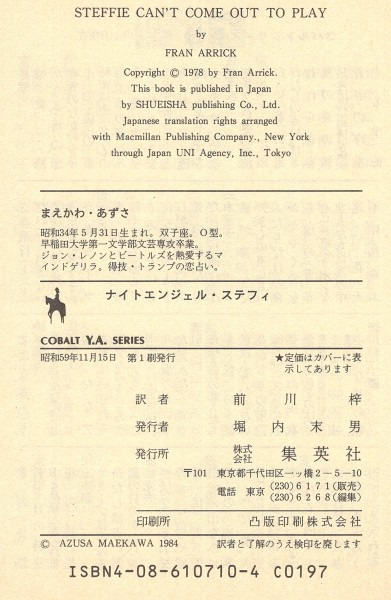 STEFFIE CAN'T COME OUT TO PLAY
by
FRAN ARRICK
Copyright © 1978 by Fran Arrick.
This book is published in Japan
by SHUEISHA publishing Co., Ltd.
Japanese translation rights arranged
with Macmillan Publishing Company., New York
through Japan UNI Agency, Inc., Tokyo
まえかわ・あずさ
昭和34年5月31日生まれ。双子座。O型。
早稲田大学第一文学部文芸専攻卒業。
ジョン・レノンとビートルズを熱愛するマ
インドゲリラ。得技・トランプの恋占い。
ナイトエンジェル・ステフィ
COBALT Y.A. SERIES
昭和59年11月15日 第1刷発行 ★定価はカバーに表
示してあります
訳者 前川梓
発行者 堀内末男
発行所 株式会社 集英社
〒101 東京都千代田区一ッ橋2-5-10
電話 東京 (230)6171(販売)
(230)6268(編集)
印刷所 凸版印刷株式会社
© AZUSA MAEKAWA 1984 訳者と了解のうえ検印を廃します
ISBN4-08-610710-4 C0197